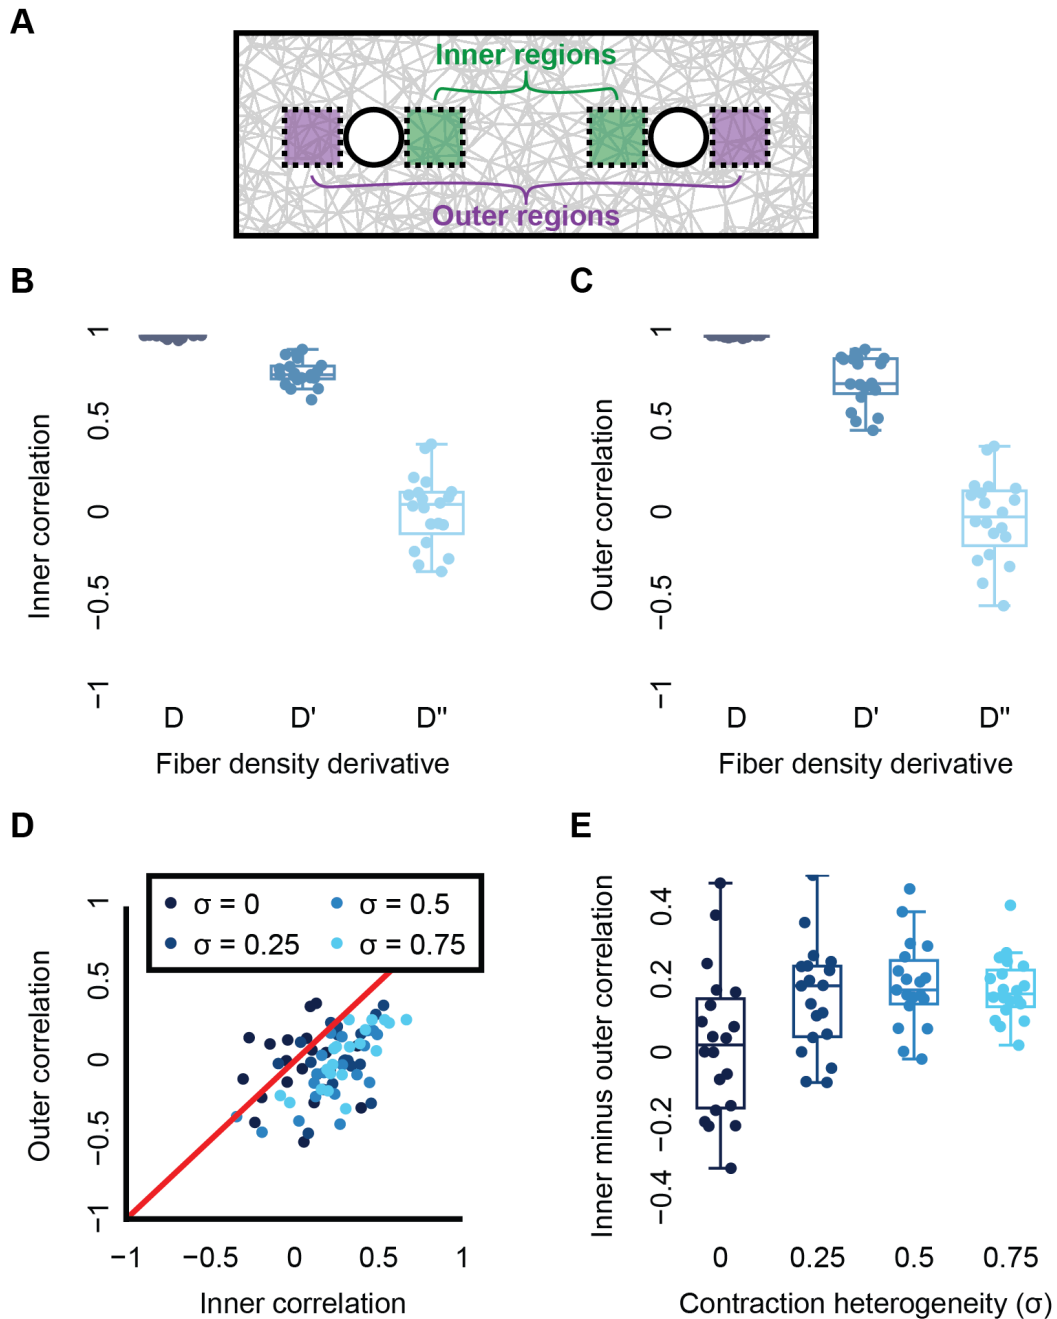 A
Inner regions
Outer regions
B
Inner correlation
1
0.5
0
−0.5
−1
D
D'
D"
Fiber density derivative
C
Outer correlation
1
0.5
0
−0.5
−1
D
D'
D"
Fiber density derivative
D
σ = 0
σ = 0.5
σ = 0.25
σ = 0.75
Outer correlation
1
0.5
0
−0.5
−1
−1
−0.5
0
0.5
1
Inner correlation
E
Inner minus outer correlation
0.4
0.2
0
−0.2
−0.4
0
0.25
0.5
0.75
Contraction heterogeneity (σ)